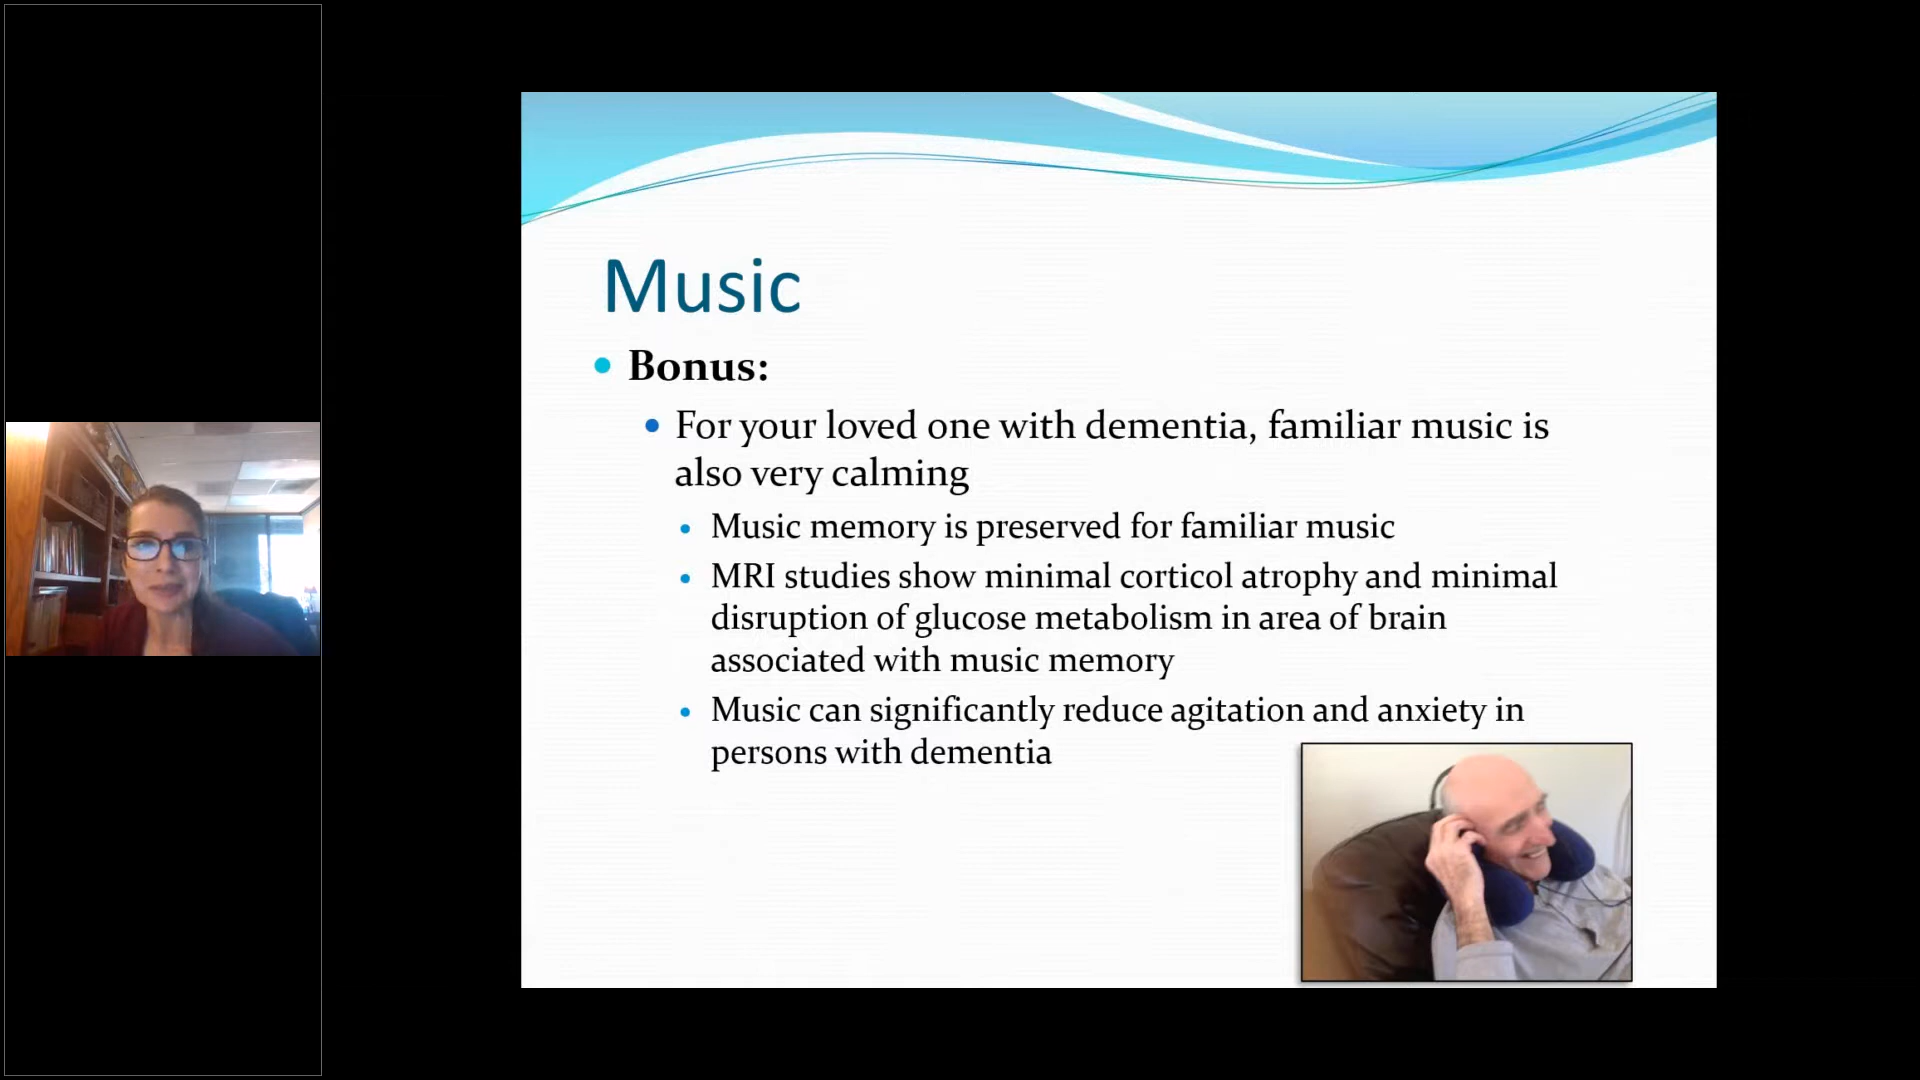 Music
Bonus:
For your loved one with dementia, familiar music is
also very calming
Music memory is preserved for familiar music
MRI studies show minimal corticol atrophy and minimal
disruption of glucose metabolism in area of brain
associated with music memory
Music can significantly reduce agitation and anxiety in
persons with dementia